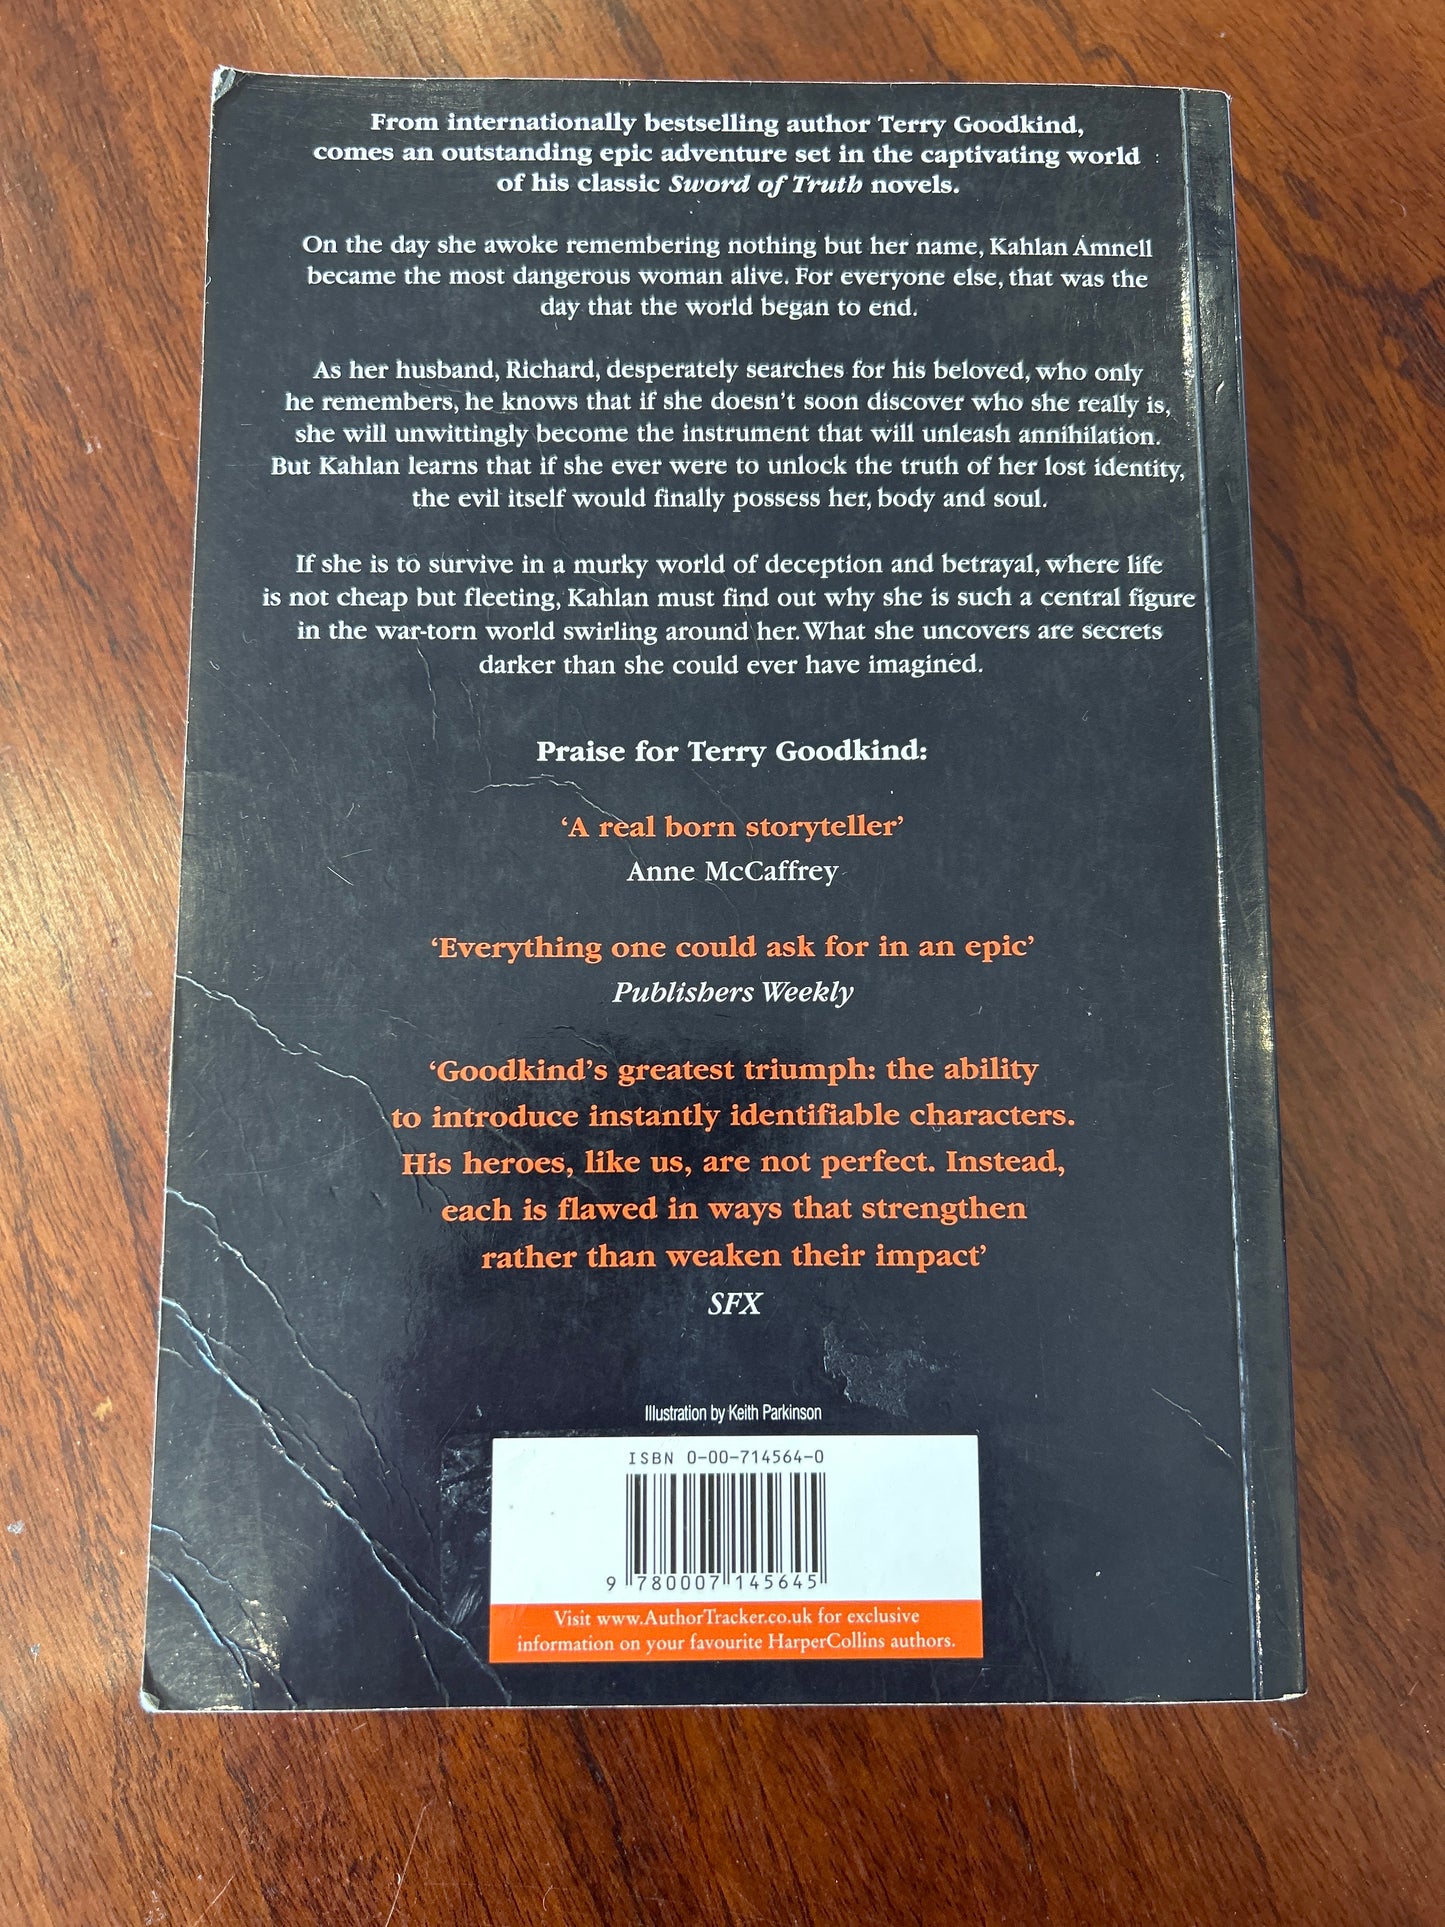 From internationally bestselling author Terry Goodkind,
comes an outstanding epic adventure set in the captivating world
of his classic Sword of Truth novels.
On the day she awoke remembering nothing but her name, Kahlan Amnell
became the most dangerous woman alive. For everyone else, that was the
day that the world began to end.
As her husband, Richard, desperately searches for his beloved, who only
he remembers, he knows that if she doesn't soon discover who she really is,
she will unwittingly become the instrument that will unleash annihilation.
But Kahlan learns that if she ever were to unlock the truth of her lost identity,
the evil itself would finally possess her, body and soul.
If she is to survive in a murky world of deception and betrayal, where life
is not cheap but fleeting, Kahlan must find out why she is such a central figure
in the war-torn world swirling around her. What she uncovers are secrets
darker than she could ever have imagined.
Praise for Terry Goodkind:
‘A real born storyteller’
Anne McCaffrey
‘Everything one could ask for in an epic’
Publishers Weekly
‘Goodkind's greatest triumph: the ability
to introduce instantly identifiable characters.
His heroes, like us, are not perfect. Instead,
each is flawed in ways that strengthen
rather than weaken their impact’
SFX
Illustration by Keith Parkinson
ISBN 0-00-714564-0
9 780007 145645
Visit www.AuthorTracker.co.uk for exclusive
information on your favourite HarperCollins authors.